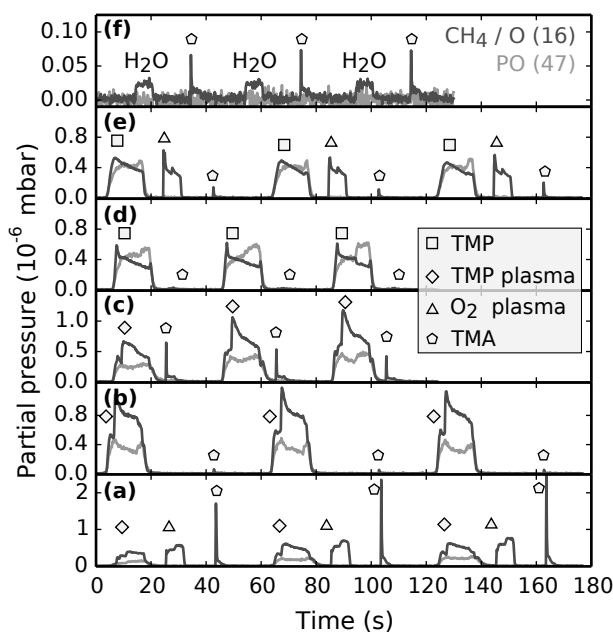 (f)
CH4 / O (16)
PO (47)
H2O H2O H2O
0.10
0.05
0.00
(e)
0.8
0.4
0.0
(d)
0.8
0.4
0.0
(c)
1.0
0.5
0.0
(b)
0.8
0.4
0.0
(a)
2
1
0
TMP
TMP plasma
O2 plasma
TMA
Partial pressure (10-6 mbar)
0 20 40 60 80 100 120 140 160 180
Time (s)